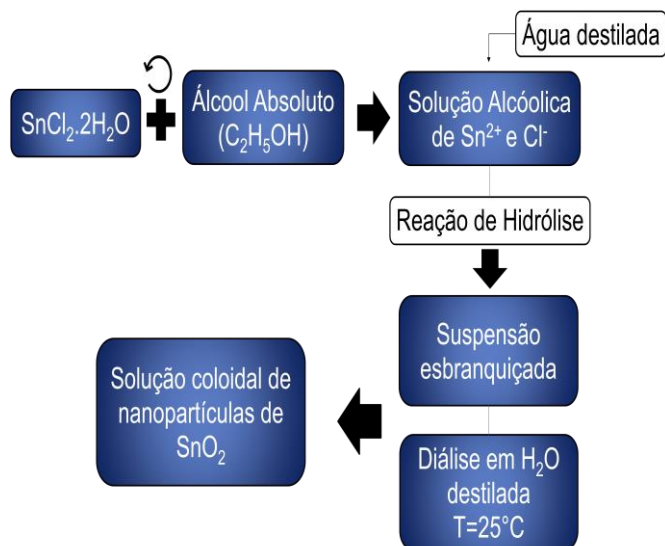 Água destilada
SnCl₂.2H₂O
Álcool Absoluto
(C₂H₅OH)
Solução Alcóolica
de Sn²⁺ e Cl⁻
Reação de Hidrólise
Suspensão
esbranquiçada
Solução coloidal de
nanopartículas de
SnO₂
Diálise em H₂O
destilada
T=25°C